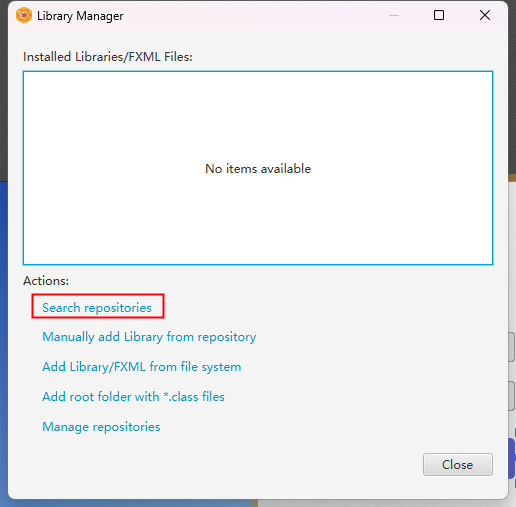 Library Manager
Installed Libraries/FXML Files:
No items available
Actions:
Search repositories
Manually add Library from repository
Add Library/FXML from file system
Add root folder with *.class files
Manage repositories
Close